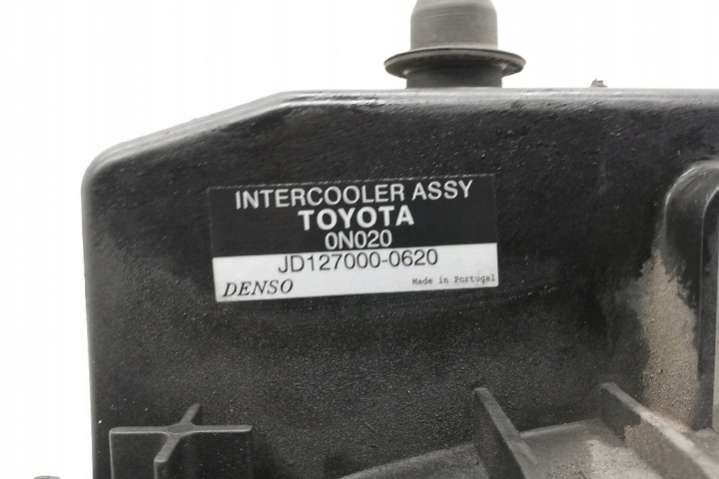 INTERCOOLER ASSY
TOYOTA
0N020
JD127000-0620
DENSO Made in Portugal